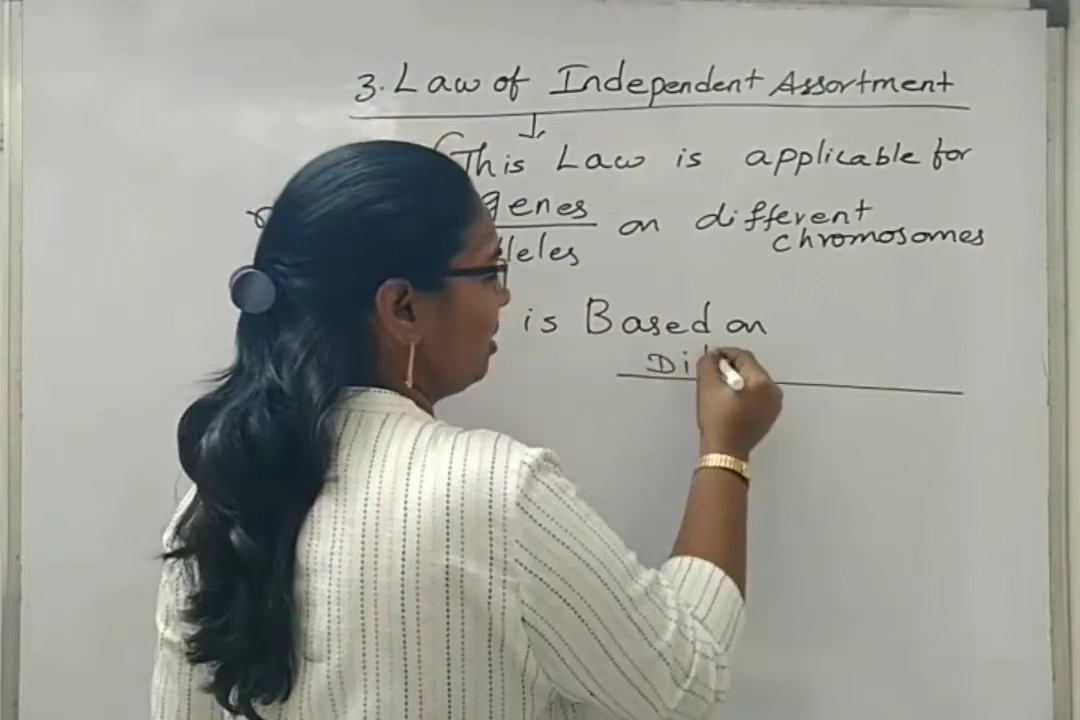 3. Law of Independent Assortment
This Law is applicable for
genes on different
chromosomes
is Based on